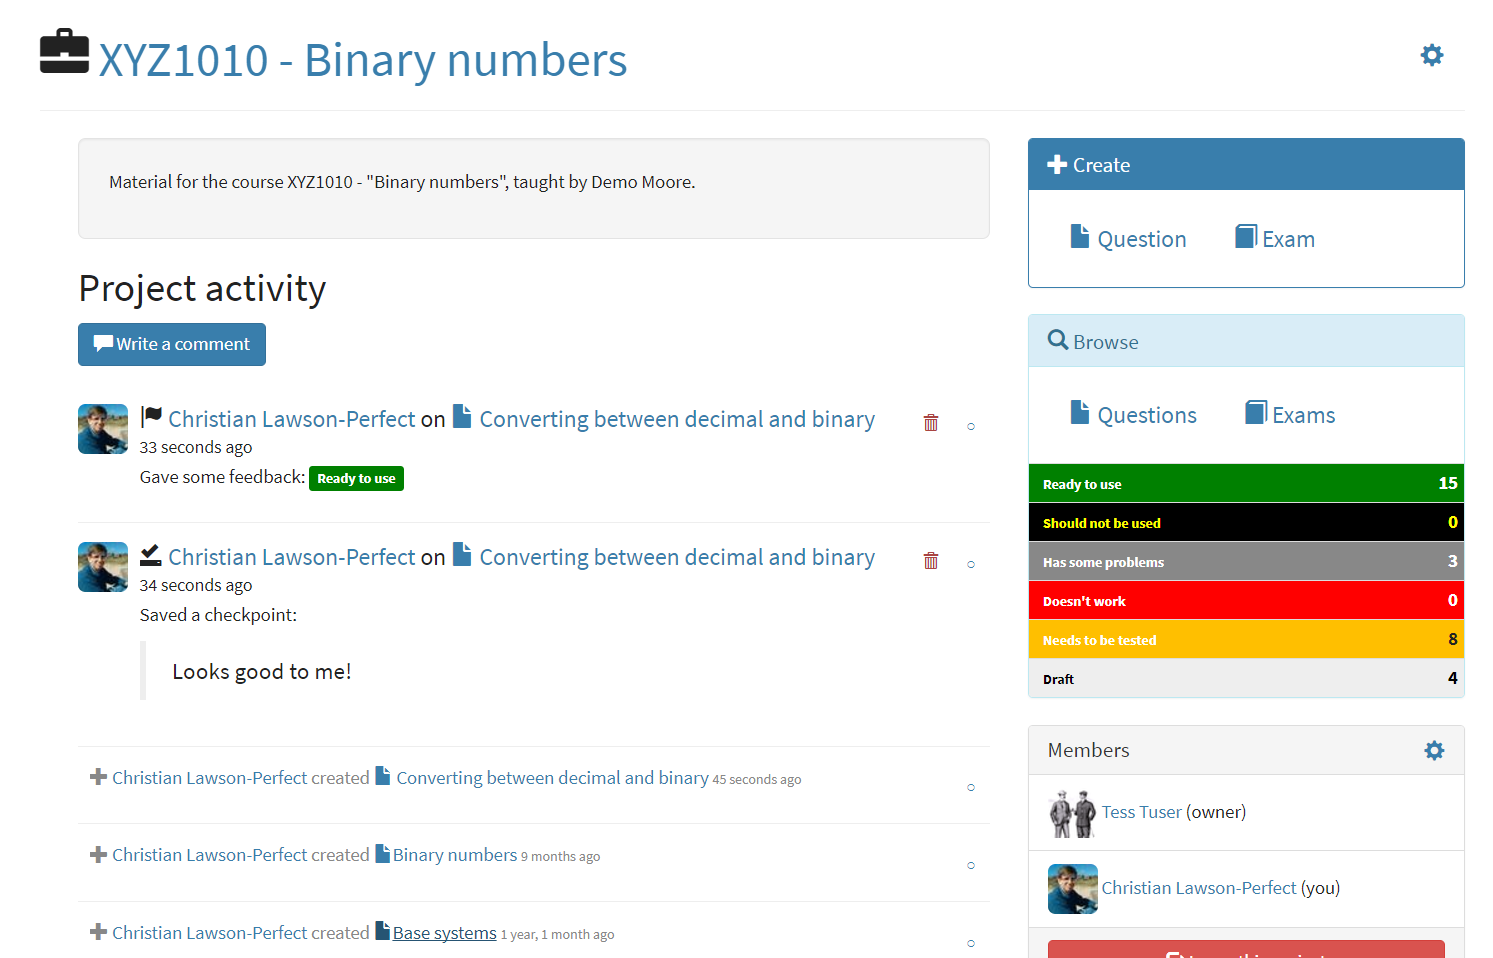 XYZ1010 - Binary numbers
Material for the course XYZ1010 - "Binary numbers", taught by Demo Moore.
Project activity
Write a comment
Christian Lawson-Perfect on Converting between decimal and binary
33 seconds ago
Gave some feedback: Ready to use
Christian Lawson-Perfect on Converting between decimal and binary
34 seconds ago
Saved a checkpoint:
Looks good to me!
Christian Lawson-Perfect created Converting between decimal and binary 45 seconds ago
Christian Lawson-Perfect created Binary numbers 9 months ago
Christian Lawson-Perfect created Base systems 1 year, 1 month ago
Create
Question Exam
Browse
Questions Exams
Ready to use 15
Should not be used 0
Has some problems 3
Doesn't work 0
Needs to be tested 8
Draft 4
Members
Tess Tuser (owner)
Christian Lawson-Perfect (you)